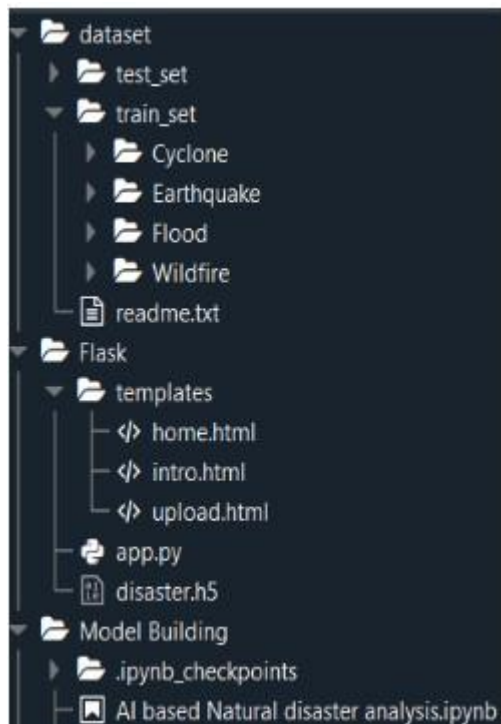 dataset
test_set
train_set
Cyclone
Earthquake
Flood
Wildfire
readme.txt
Flask
templates
home.html
intro.html
upload.html
app.py
disaster.h5
Model Building
.ipynb_checkpoints
AI based Natural disaster analysis.ipynb